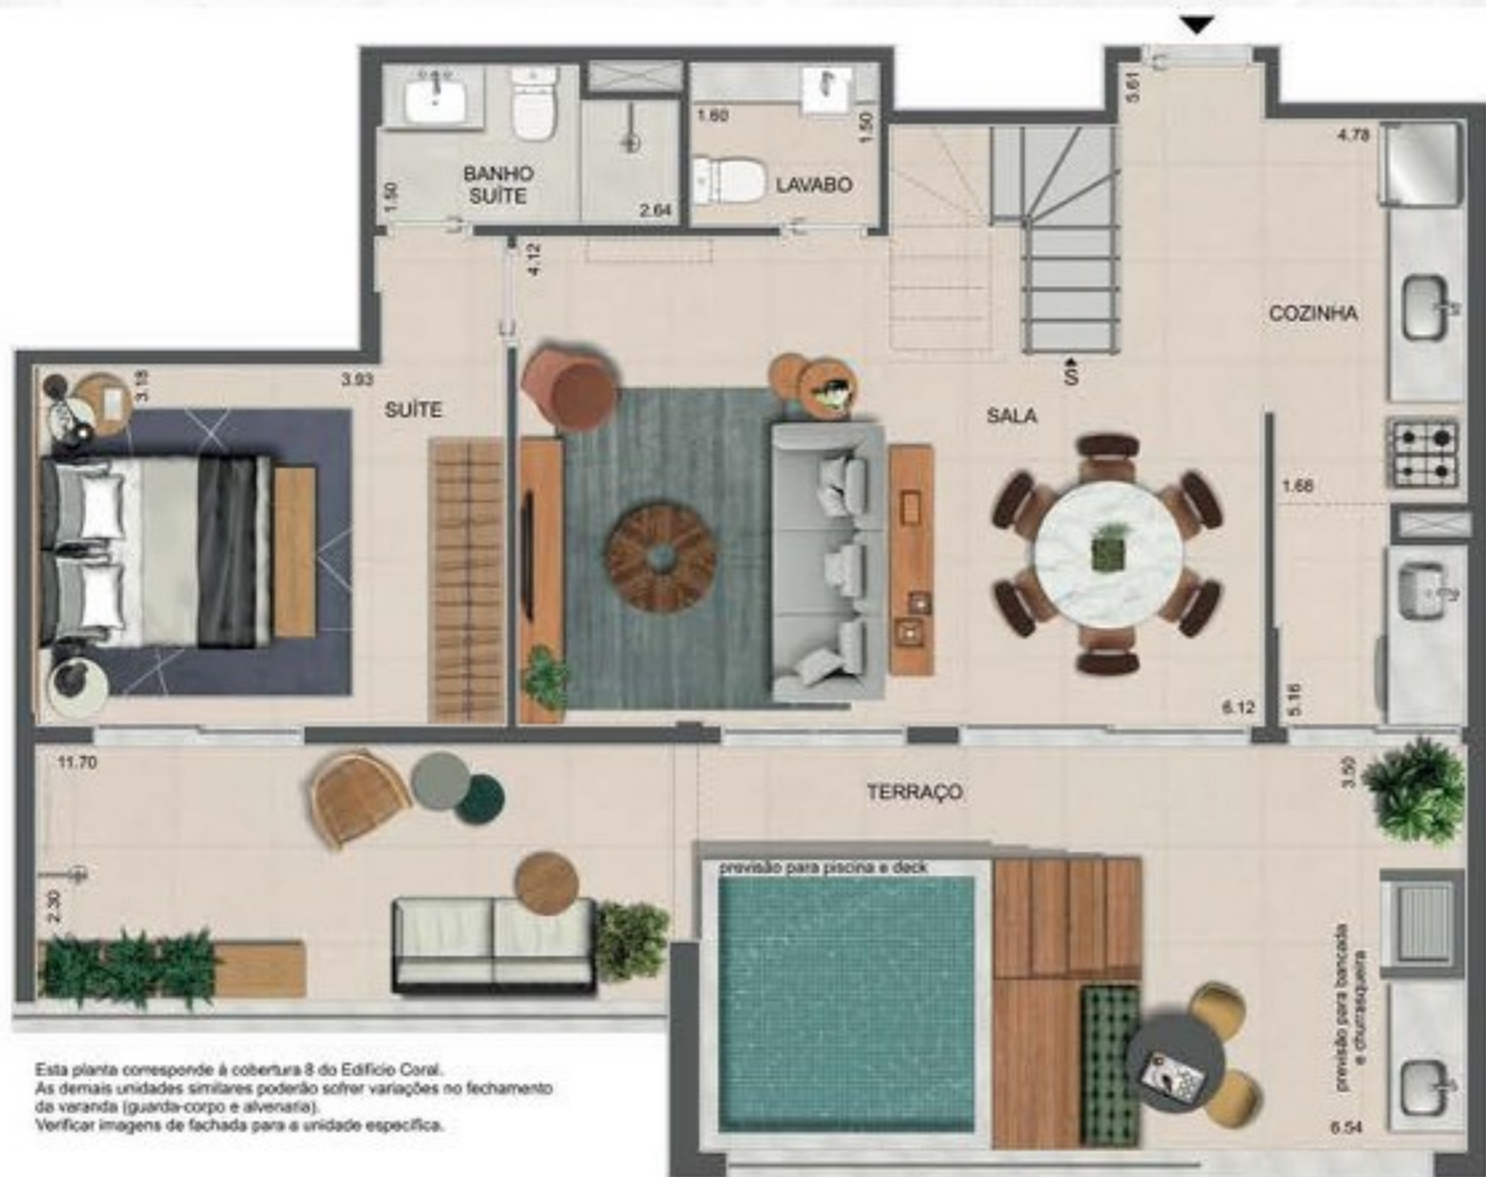 5.61
1.60
1.50
4.78
BANHO
SUÍTE
LAVABO
1.50
2.64
4.12
COZINHA
S
3.18
3.93
SUÍTE
SALA
1.68
6.12
5.16
11.70
TERRAÇO
3.50
previsão para piscina e deck
2.30
previsão para bancada
e churrasqueira
6.54
Esta planta corresponde à cobertura 8 do Edifício Coral.
As demais unidades similares poderão sofrer variações no fechamento
da varanda (guarda-corpo e alvenaria).
Verificar imagens de fachada para a unidade específica.